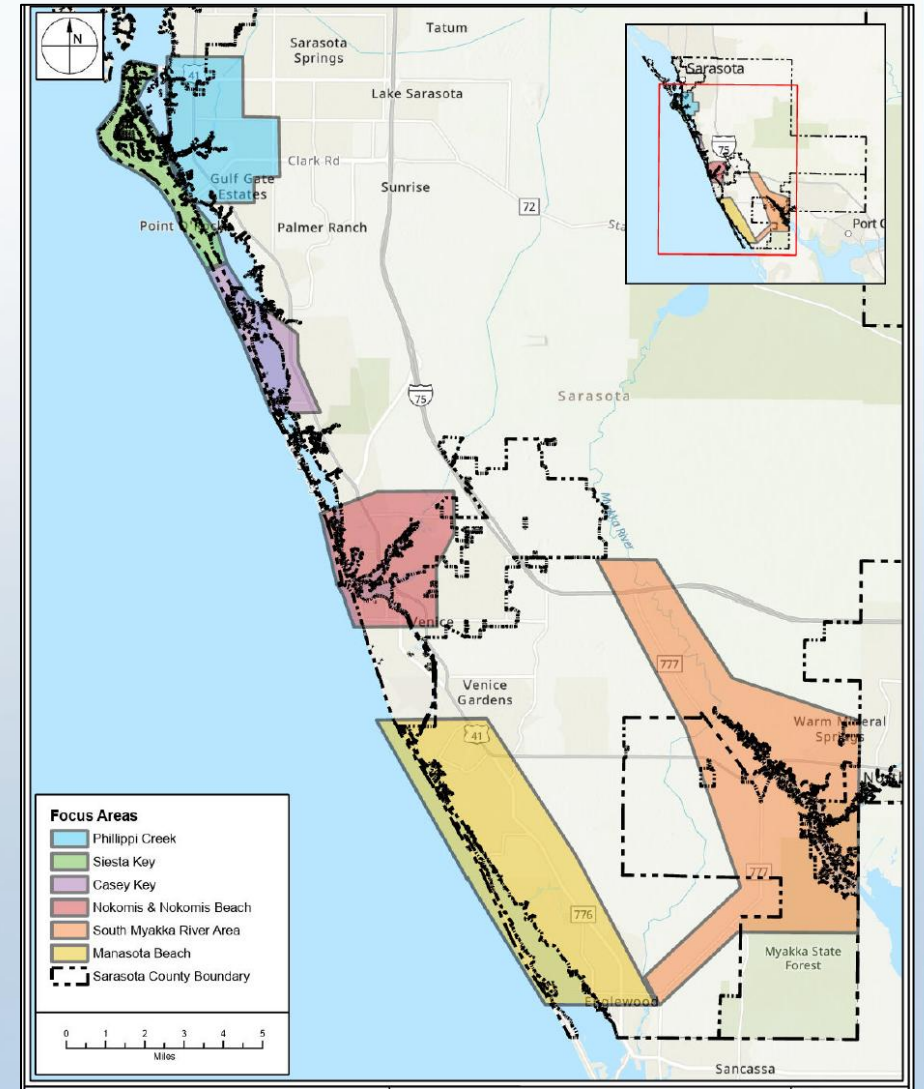 N
Tatum
Sarasota
Springs
41
Lake Sarasota
Clark Rd
Gulf Gate
Estates
Sunrise
72
Point O'
Palmer Ranch
75
Sarasota
Myakka River
Venice
777
Venice
Gardens
41
Warm Mineral
Springs
777
776
Myakka State
Forest
Englewood
Sancassa
Sarasota
75
Port C
Focus Areas
Phillippi Creek
Siesta Key
Casey Key
Nokomis & Nokomis Beach
South Myakka River Area
Manasota Beach
Sarasota County Boundary
0 1 2 3 4 5
Miles